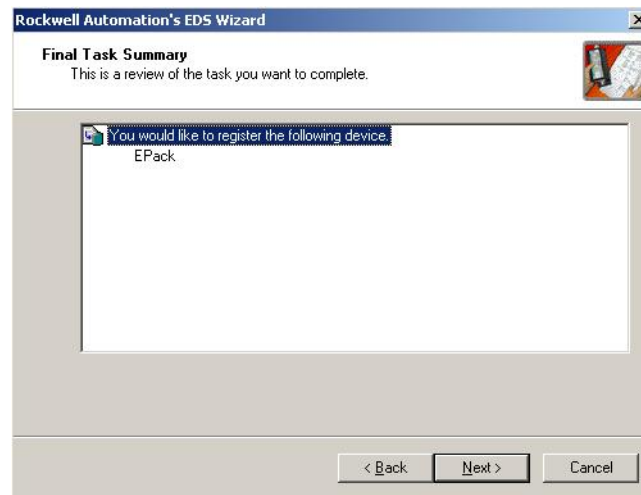 Rockwell Automation's EDS Wizard
Final Task Summary
This is a review of the task you want to complete.
You would like to register the following device.
EPack
< Back
Next >
Cancel